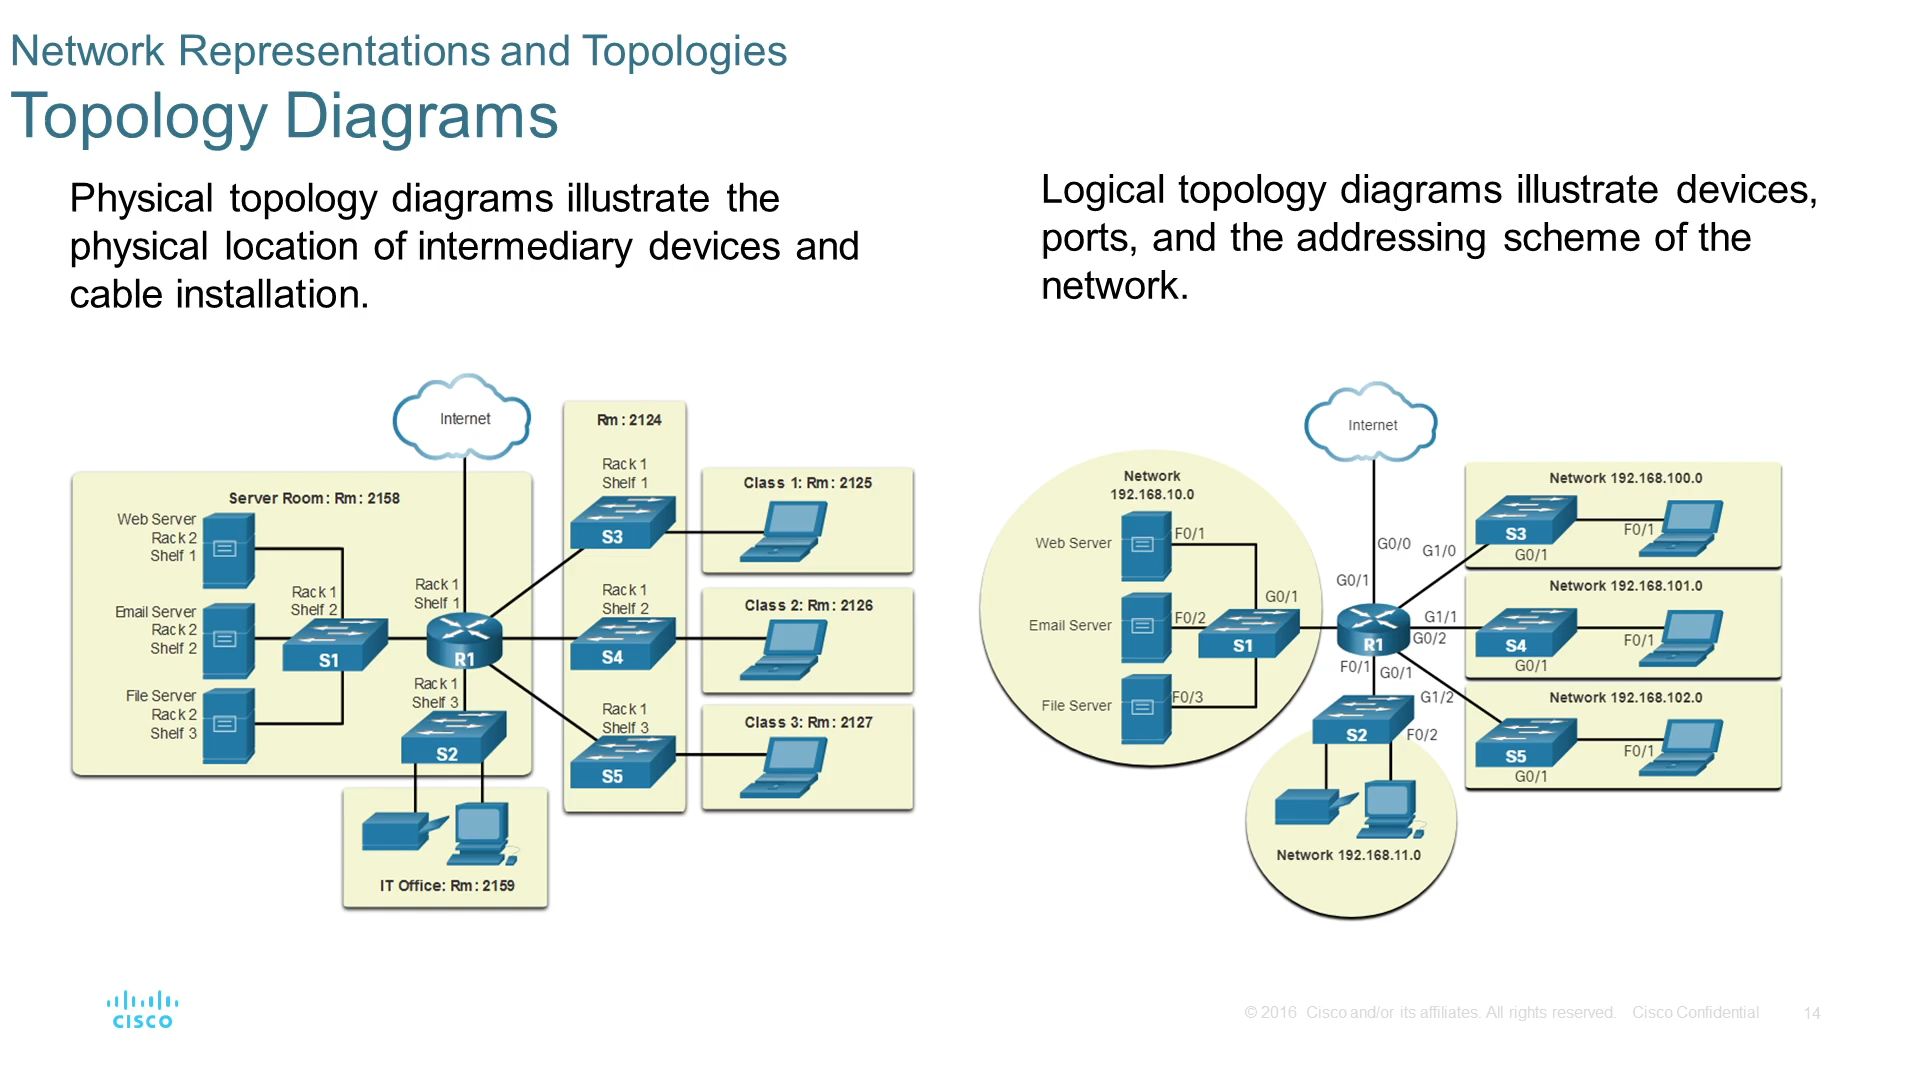 Network Representations and Topologies
Topology Diagrams
Physical topology diagrams illustrate the
physical location of intermediary devices and
cable installation.
Internet
Server Room: Rm: 2158
Web Server
Rack 2
Shelf 1
Email Server
Rack 2
Shelf 2
File Server
Rack 2
Shelf 3
Rack 1
Shelf 2
S1
Rack 1
Shelf 1
R1
Rack 1
Shelf 3
S2
IT Office: Rm: 2159
Rm: 2124
Rack 1
Shelf 1
S3
Rack 1
Shelf 2
S4
Rack 1
Shelf 3
S5
Class 1: Rm: 2125
Class 2: Rm: 2126
Class 3: Rm: 2127
Logical topology diagrams illustrate devices,
ports, and the addressing scheme of the
network.
Internet
Network
192.168.10.0
Web Server
F0/1
Email Server
F0/2
File Server
F0/3
G0/1
S1
G0/0
G1/0
G0/1
G1/1
R1
G0/2
F0/1
G0/1
G1/2
S2
F0/2
Network 192.168.11.0
Network 192.168.100.0
S3
F0/1
G0/1
Network 192.168.101.0
S4
F0/1
G0/1
Network 192.168.102.0
S5
F0/1
G0/1
CISCO
© 2016 Cisco and/or its affiliates. All rights reserved. Cisco Confidential
14